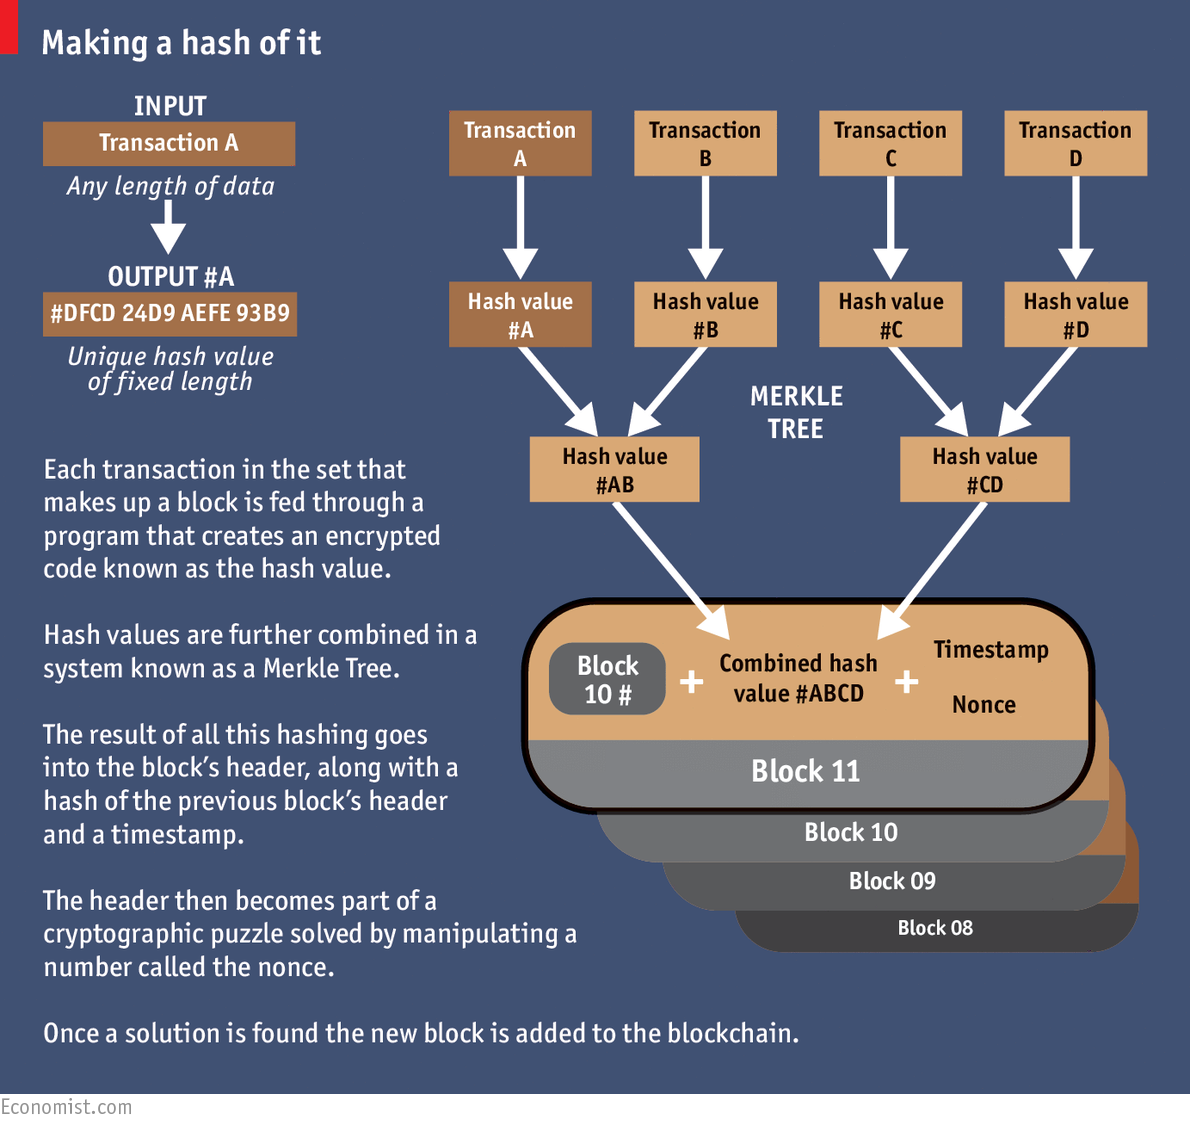 Making a hash of it
INPUT
Transaction A
Any length of data
OUTPUT #A
#DFCD 24D9 AEFE 93B9
Unique hash value
of fixed length
Each transaction in the set that
makes up a block is fed through a
program that creates an encrypted
code known as the hash value.
Hash values are further combined in a
system known as a Merkle Tree.
The result of all this hashing goes
into the block's header, along with a
hash of the previous block's header
and a timestamp.
The header then becomes part of a
cryptographic puzzle solved by manipulating a
number called the nonce.
Once a solution is found the new block is added to the blockchain.
Transaction
A
Transaction
B
Transaction
C
Transaction
D
Hash value
#A
Hash value
#B
Hash value
#C
Hash value
#D
MERKLE
TREE
Hash value
#AB
Hash value
#CD
Block
10 #
+
Combined hash
value #ABCD
+
Timestamp
Nonce
Block 11
Block 10
Block 09
Block 08
Economist.com